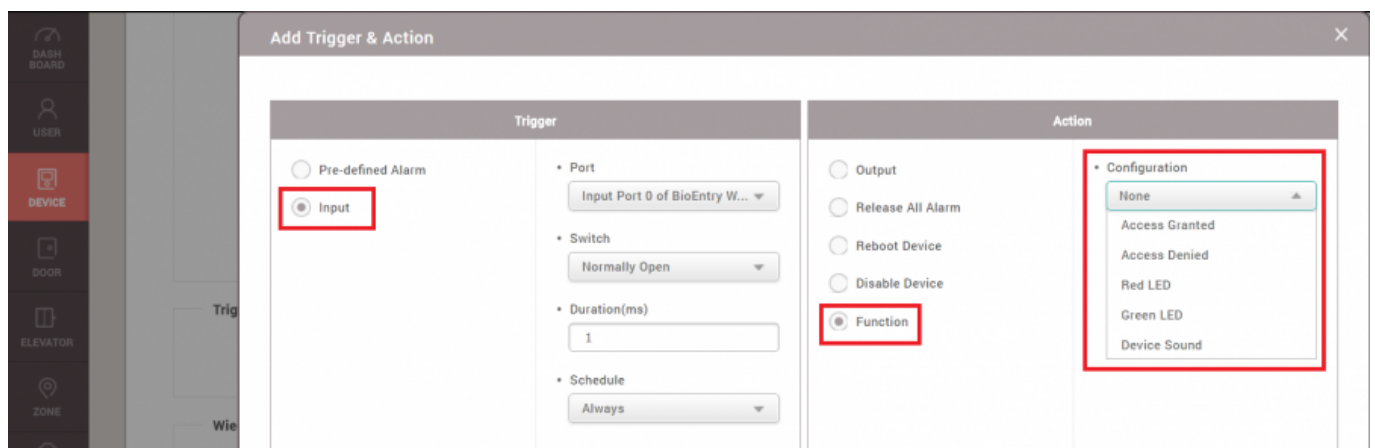 Add Trigger & Action
DASH
BOARD
USER
DEVICE
DOOR
ELEVATOR
ZONE
Trig
Wie
Trigger
Pre-defined Alarm
Input
• Port
Input Port 0 of BioEntry W...
• Switch
Normally Open
• Duration(ms)
1
• Schedule
Always
Action
Output
Release All Alarm
Reboot Device
Disable Device
Function
• Configuration
None
Access Granted
Access Denied
Red LED
Green LED
Device Sound